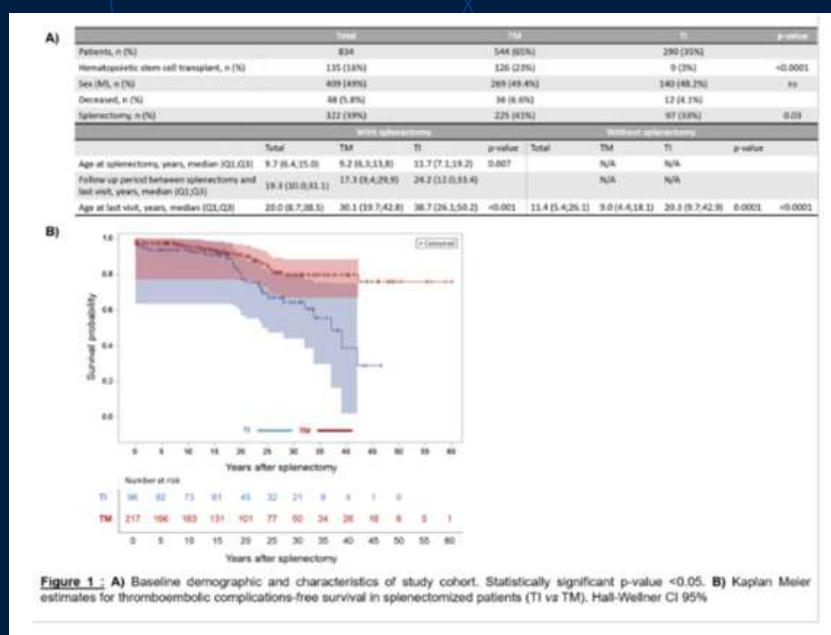 A)
Total TM TI p-value
Patients, n (%) 834 544 (65%) 290 (35%)
Hematopoietic stem cell transplant, n (%) 135 (16%) 126 (23%) 9 (3%) <0.0001
Sex (M), n (%) 409 (49%) 269 (49.4%) 140 (48.2%) ns
Deceased, n (%) 48 (5.8%) 36 (6.6%) 12 (4.1%)
Splenectomy, n (%) 322 (39%) 225 (41%) 97 (33%) 0.03
With splenectomy Without splenectomy
Total TM TI p-value Total TM TI p-value
Age at splenectomy, years, median (Q1;Q3) 9.7 (6.4;15.0) 9.2 (6.3;13,8) 11.7 (7.1;19.2) 0.007 N/A N/A
Follow up period between splenectomy and
last visit, years, median (Q1;Q3) 19.3 (10.0;31.1) 17.3 (9,4;29,9) 24.2 (12.0;33.4) N/A N/A
Age at last visit, years, median (Q1;Q3) 20.0 (8.7;38.5) 30.1 (19.7;42.8) 38.7 (26.1;50.2) <0.001 11.4 (5.4;26.1) 9.0 (4.4;18.1) 20.3 (9.7;42.9) 0.0001 <0.0001
B)
+ Censored
1.0
0.8
0.6
0.4
0.2
0.0
Survival probability
TI TM
0 5 10 15 20 25 30 35 40 45 50 55 60
Years after splenectomy
Number at risk
TI 96 82 73 61 45 32 21 9 4 1 0
TM 217 196 163 131 101 77 50 34 26 18 6 5 1
0 5 10 15 20 25 30 35 40 45 50 55 60
Years after splenectomy
Figure 1 : A) Baseline demographic and characteristics of study cohort. Statistically significant p-value <0.05. B) Kaplan Meier
estimates for thromboembolic complications-free survival in splenectomized patients (TI vs TM). Hall-Wellner CI 95%